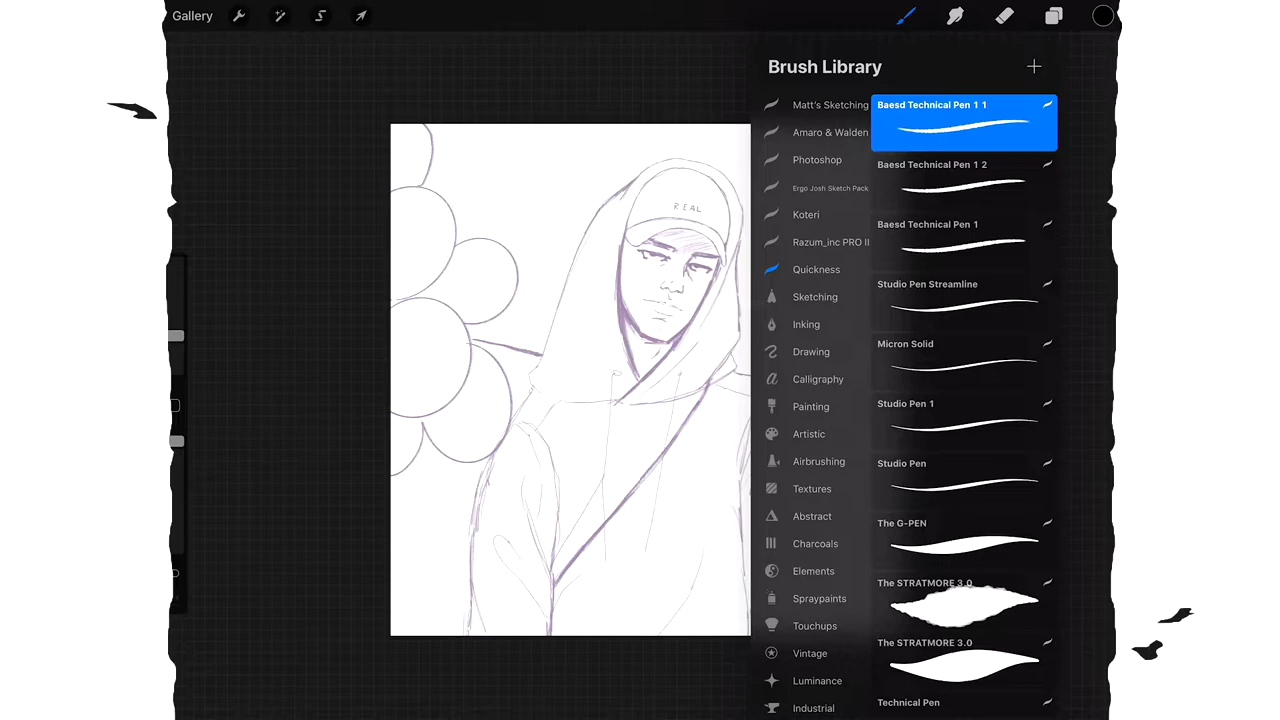 Gallery
Brush Library
Matt's Sketching
Amaro & Walden
Photoshop
Ergo Josh Sketch Pack
Koteri
Razum_inc PRO II
Quickness
Sketching
Inking
Drawing
Calligraphy
Painting
Artistic
Airbrushing
Textures
Abstract
Charcoals
Elements
Spraypaints
Touchups
Vintage
Luminance
Industrial
Baesd Technical Pen 1 1
Baesd Technical Pen 1 2
Baesd Technical Pen 1
Studio Pen Streamline
Micron Solid
Studio Pen 1
Studio Pen
The G-PEN
The STRATMORE 3.0
The STRATMORE 3.0
Technical Pen
REAL